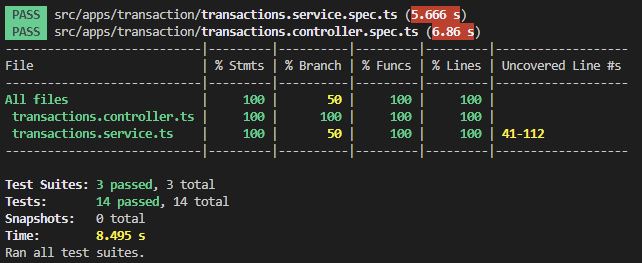 PASS src/apps/transaction/transactions.service.spec.ts (5.666 s)
PASS src/apps/transaction/transactions.controller.spec.ts (6.86 s)
----------------------------|---------|----------|---------|---------|-------------------
File                        | % Stmts | % Branch | % Funcs | % Lines | Uncovered Line #s
----------------------------|---------|----------|---------|---------|-------------------
All files                   |     100 |       50 |     100 |     100 |
 transactions.controller.ts |     100 |      100 |     100 |     100 |
 transactions.service.ts    |     100 |       50 |     100 |     100 | 41-112
----------------------------|---------|----------|---------|---------|-------------------
Test Suites: 3 passed, 3 total
Tests:       14 passed, 14 total
Snapshots:   0 total
Time:        8.495 s
Ran all test suites.